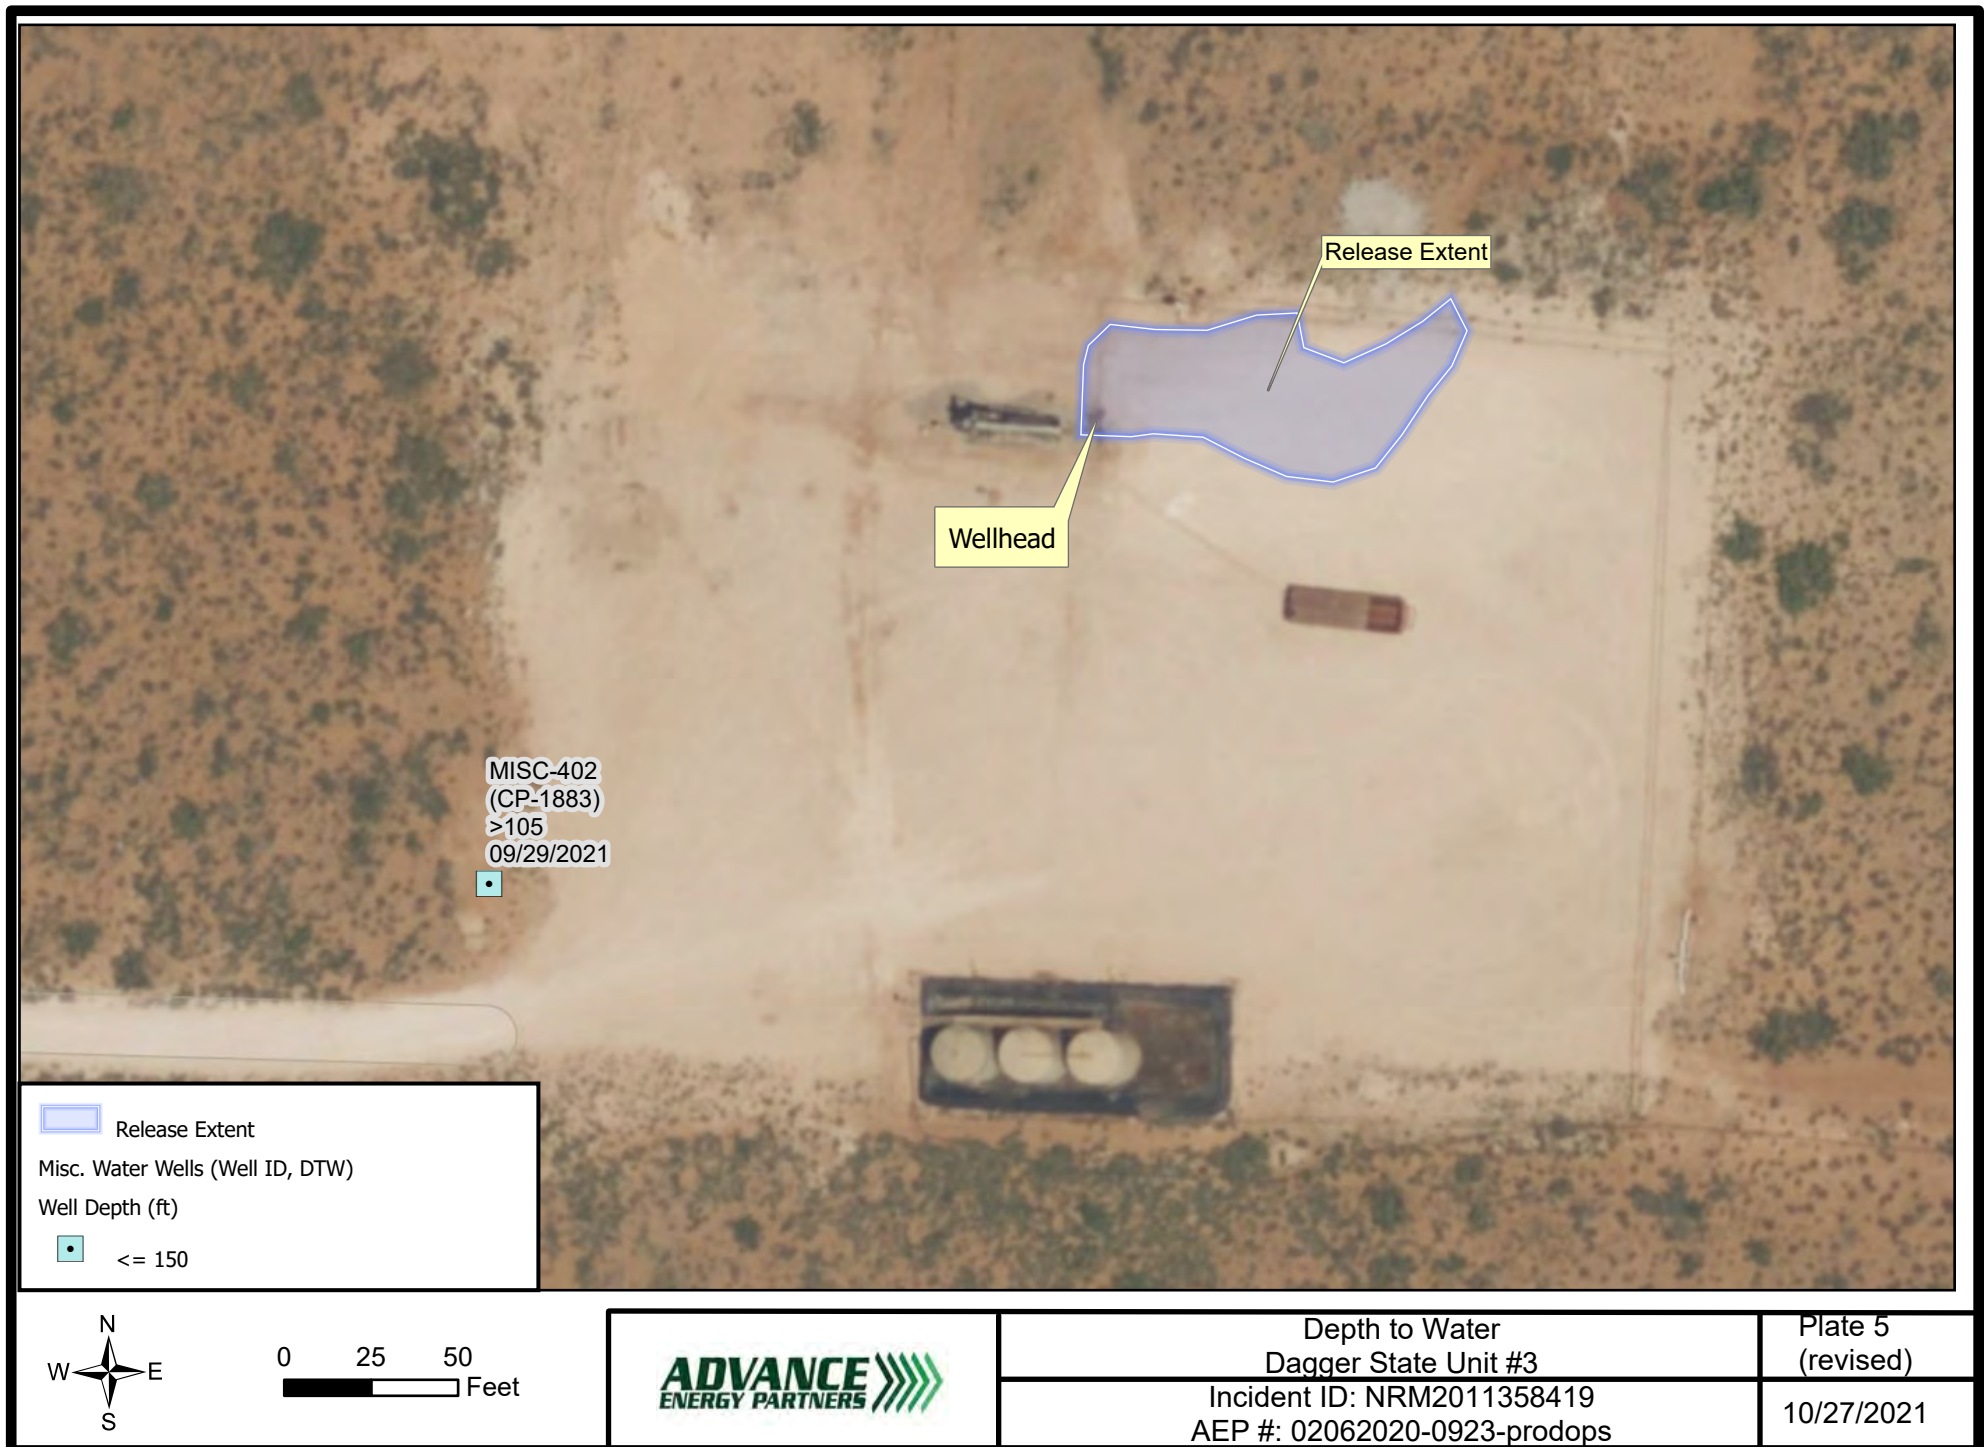 Release Extent
Wellhead
MISC-402
(CP-1883)
>105
09/29/2021
Release Extent
Misc. Water Wells (Well ID, DTW)
Well Depth (ft)
<= 150
N
W E
S
0 25 50
Feet
ADVANCE
ENERGY PARTNERS
Depth to Water
Dagger State Unit #3
Incident ID: NRM2011358419
AEP #: 02062020-0923-prodops
Plate 5
(revised)
10/27/2021